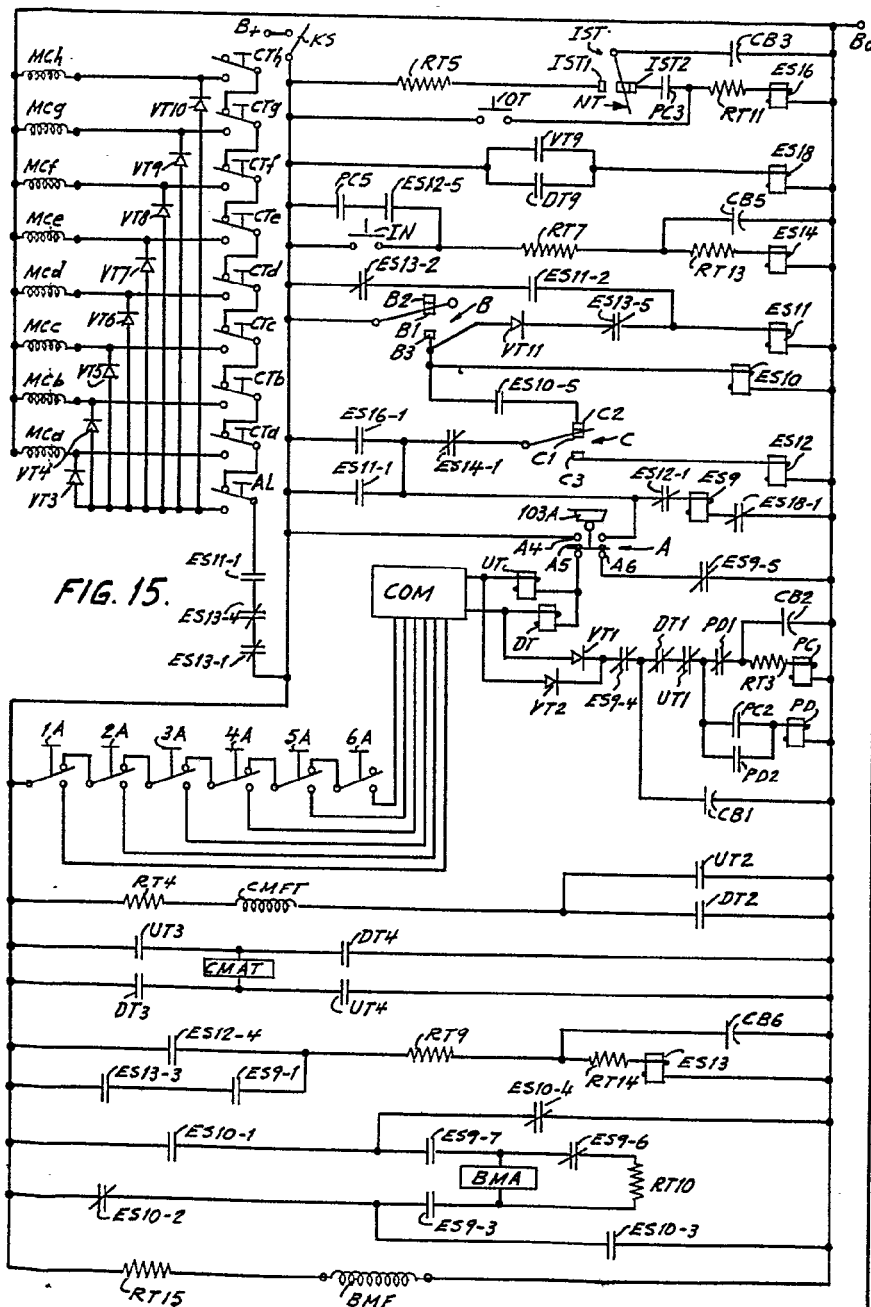 B+
KS
Bo
MCh
CTh
VT10
MCg
CTg
VT9
MCf
CTf
VT8
MCe
CTe
VT7
MCd
CTd
VT6
MCc
CTc
VT5
MCb
CTb
VT4
MCa
CTa
VT3
AL
IST
CB3
RT5
IST1
IST2
NT
PC3
ES16
RT11
OT
VT9
ES18
DT9
PC5
ES12-5
CB5
IN
RT7
ES14
RT13
ES13-2
ES11-2
B2
B
ES13-5
B1
B3
VT11
ES11
ES10
ES10-5
C2
ES16-1
C
C1
ES14-1
C3
ES12
ES11-1
ES12-1
ES9
ES18-1
103A
A4
A
A5
A6
ES9-5
UT
DT
COM
FIG. 15.
ES11-1
ES13-4
ES13-1
VT1
VT2
ES9-4
DT1
UT1
PD1
CB2
RT3
PC
PC2
PD
PD2
CB1
1A 2A 3A 4A 5A 6A
UT2
RT4
CMFT
DT2
UT3
DT4
CMAT
DT3
UT4
ES12-4
RT9
CB6
ES13
RT14
ES13-3
ES9-1
ES10-4
ES10-1
ES9-7
ES9-6
BMA
RT10
ES10-2
ES9-3
ES10-3
RT15
BMF